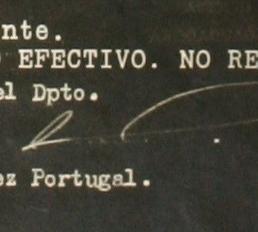 nte.
EFECTIVO. NO RE
el Dpto.
ez Portugal.